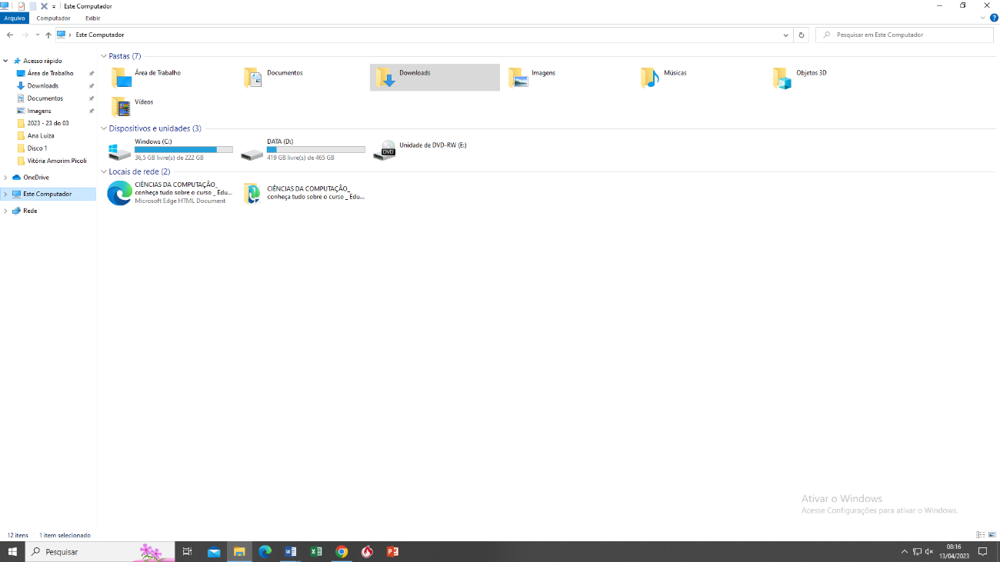 Este Computador
Arquivo Computador Exibir
Este Computador
Pesquisar em Este Computador
Acesso rápido
Área de Trabalho
Downloads
Documentos
Imagens
2023 - 23 do 03
Ana Luiza
Disco 1
Vitória Amorim Picoli
OneDrive
Este Computador
Rede
Pastas (7)
Área de Trabalho
Documentos
Downloads
Imagens
Músicas
Objetos 3D
Vídeos
Dispositivos e unidades (3)
Windows (C:)
36,5 GB livre(s) de 222 GB
DATA (D:)
419 GB livre(s) de 465 GB
Unidade de DVD-RW (E:)
DVD
Locais de rede (2)
CIÊNCIAS DA COMPUTAÇÃO_
conheça tudo sobre o curso _ Edu...
Microsoft Edge HTML Document
CIÊNCIAS DA COMPUTAÇÃO_
conheça tudo sobre o curso _ Edu...
Ativar o Windows
Acesse Configurações para ativar o Windows.
12 itens 1 item selecionado
Pesquisar
08:16
13/04/2023